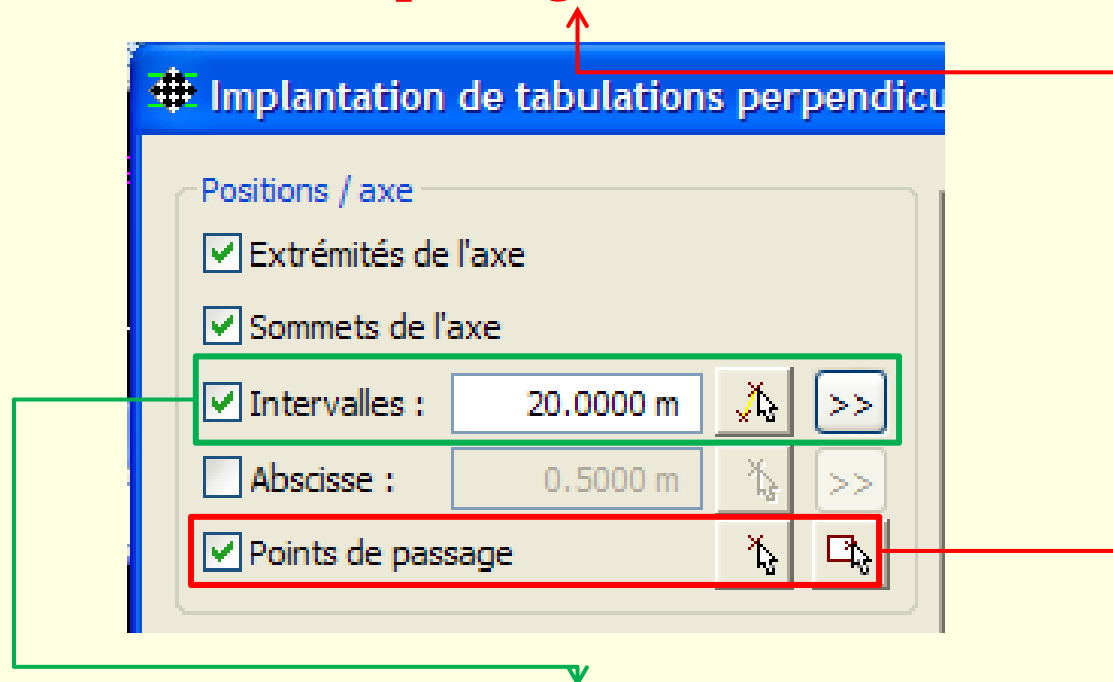 Implantation de tabulations
Positions / axe
Extrémités de l'axe
Sommets de l'axe
Intervalles : 20.0000 m >>
Abscisse : 0.5000 m >>
Points de passage